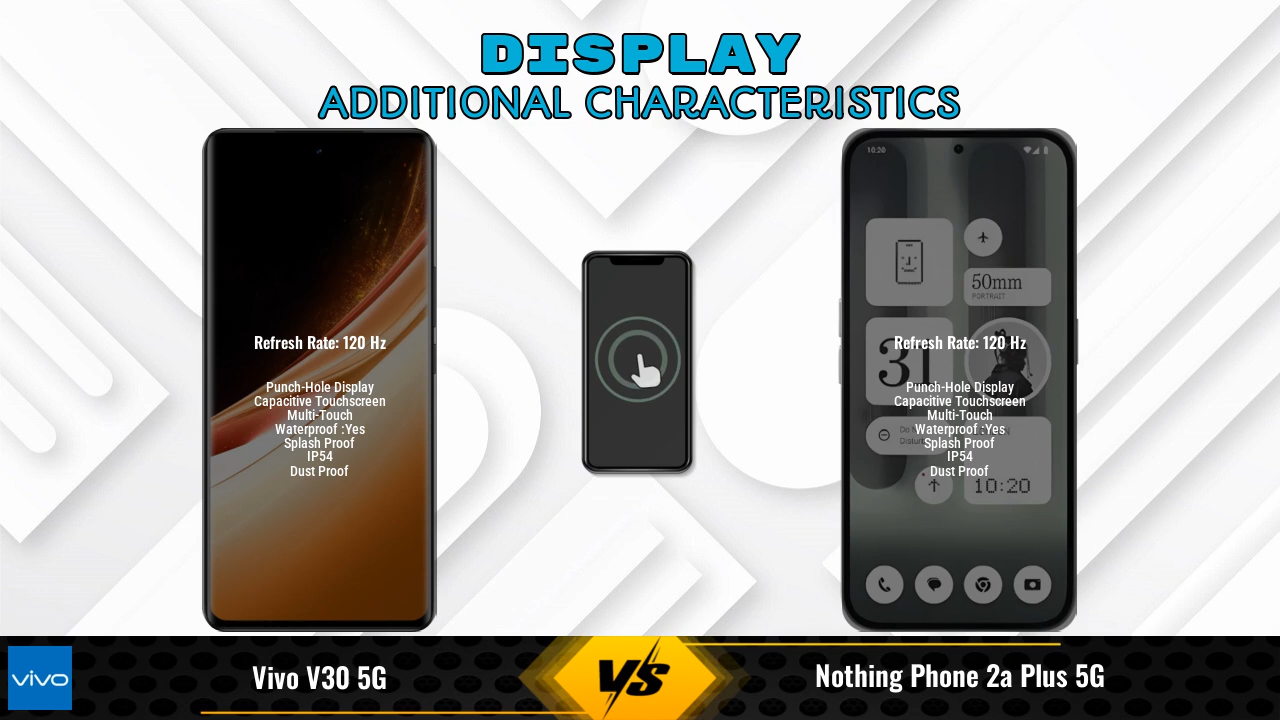 DISPLAY
ADDITIONAL CHARACTERISTICS
Refresh Rate: 120 Hz
Punch-Hole Display
Capacitive Touchscreen
Multi-Touch
Waterproof :Yes
Splash Proof
IP54
Dust Proof
10:20
50mm
PORTRAIT
31
Refresh Rate: 120 Hz
Punch-Hole Display
Capacitive Touchscreen
Multi-Touch
Waterproof :Yes
Splash Proof
IP54
Dust Proof
10:20
vivo
Vivo V30 5G
VS
Nothing Phone 2a Plus 5G